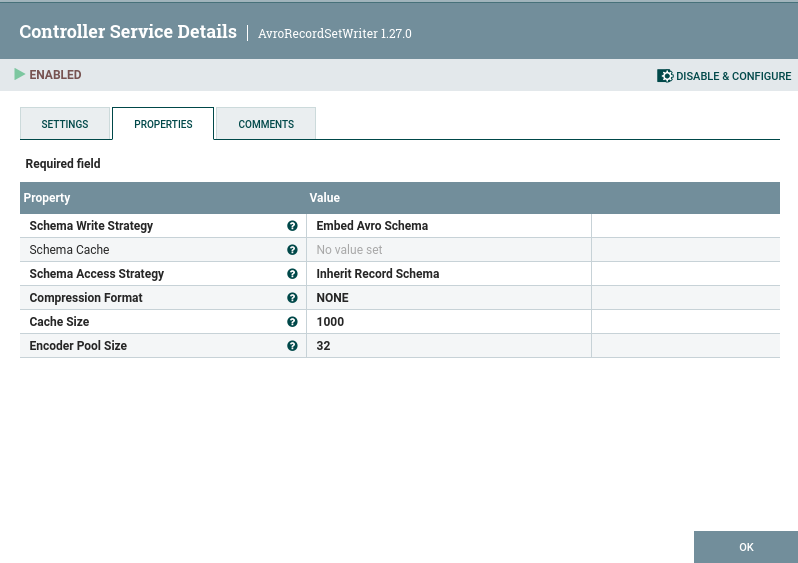 Controller Service Details | AvroRecordSetWriter 1.27.0
ENABLED DISABLE & CONFIGURE
SETTINGS PROPERTIES COMMENTS
Required field
Property Value
Schema Write Strategy ? Embed Avro Schema
Schema Cache ? No value set
Schema Access Strategy ? Inherit Record Schema
Compression Format ? NONE
Cache Size ? 1000
Encoder Pool Size ? 32
OK